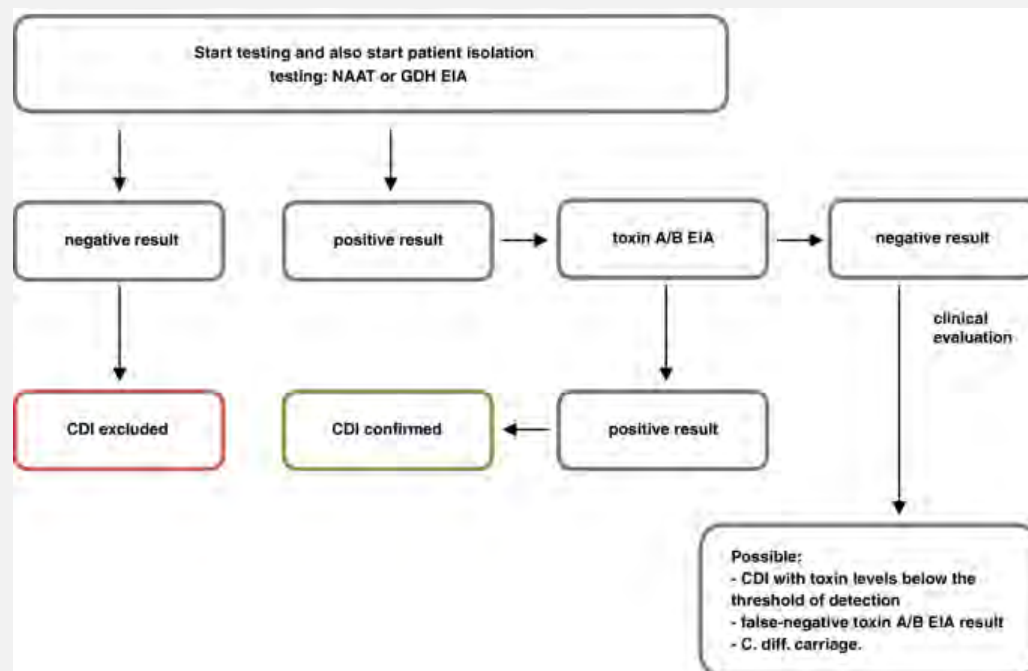 Start testing and also start patient isolation
testing: NAAT or GDH EIA
negative result
positive result
toxin A/B EIA
negative result
clinical
evaluation
CDI excluded
CDI confirmed
positive result
Possible:
- CDI with toxin levels below the
threshold of detection
- false-negative toxin A/B EIA result
- C. diff. carriage.